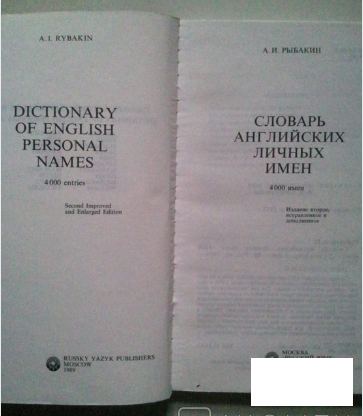 A. I. RYBAKIN
DICTIONARY
OF ENGLISH
PERSONAL
NAMES
4 000 entries
Second Improved
and Enlarged Edition
RUSSKY YAZYK PUBLISHERS
MOSCOW
1989
А. И. РЫБАКИН
СЛОВАРЬ
АНГЛИЙСКИХ
ЛИЧНЫХ
ИМЕН
4 000 имен
Издание второе,
исправленное и
дополненное
МОСКВА